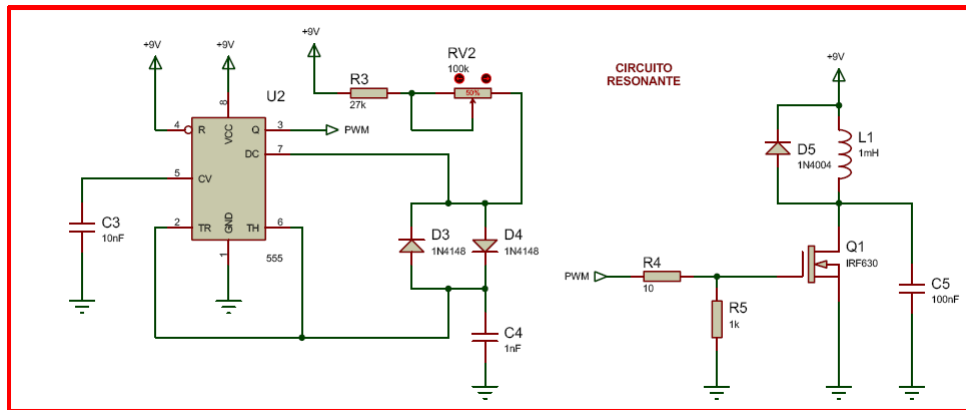 +9V
+9V
+9V
+9V
RV2
100k
50%
R3
27k
CIRCUITO
RESONANTE
U2
8
4
R
VCC
Q
3
PWM
DC
7
5
CV
C3
10nF
2
TR
GND
TH
6
1
555
D3
1N4148
D4
1N4148
C4
1nF
D5
1N4004
L1
1mH
Q1
IRF630
PWM
R4
10
R5
1k
C5
100nF